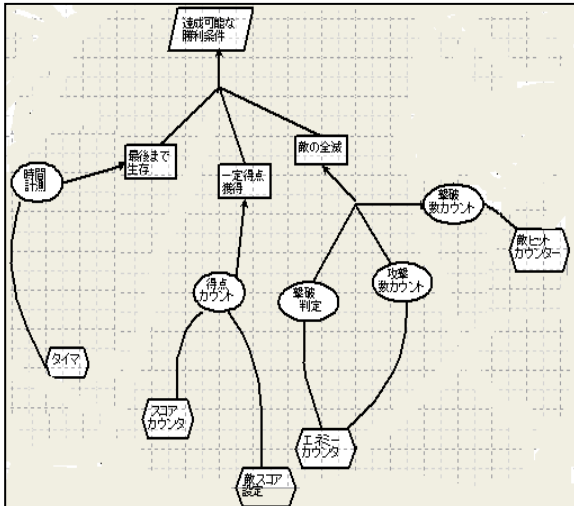 達成可能な
勝利条件
最後まで
生存
敵の全滅
一定得点
獲得
時間
計測
撃破
数カウント
敵ヒット
カウンター
得点
カウント
撃破
判定
攻撃
数カウント
タイマ
スコア
カウンタ
エネミー
カウンタ
敵スコア
設定